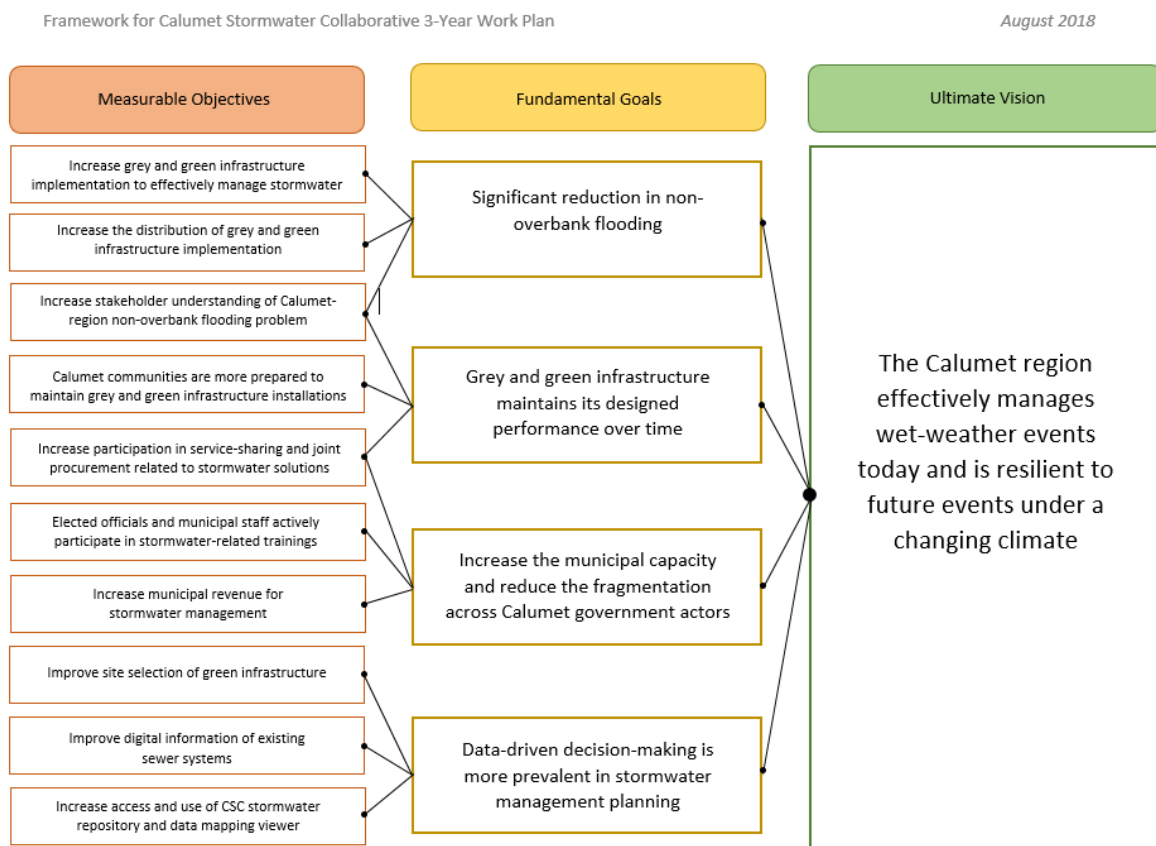 Framework for Calumet Stormwater Collaborative 3-Year Work Plan
August 2018
Measurable Objectives
Fundamental Goals
Ultimate Vision
Increase grey and green infrastructure
implementation to effectively manage stormwater
Increase the distribution of grey and green
infrastructure implementation
Increase stakeholder understanding of Calumet-
region non-overbank flooding problem
Calumet communities are more prepared to
maintain grey and green infrastructure installations
Increase participation in service-sharing and joint
procurement related to stormwater solutions
Elected officials and municipal staff actively
participate in stormwater-related trainings
Increase municipal revenue for
stormwater management
Improve site selection of green infrastructure
Improve digital information of existing
sewer systems
Increase access and use of CSC stormwater
repository and data mapping viewer
Significant reduction in non-
overbank flooding
Grey and green infrastructure
maintains its designed
performance over time
Increase the municipal capacity
and reduce the fragmentation
across Calumet government actors
Data-driven decision-making is
more prevalent in stormwater
management planning
The Calumet region
effectively manages
wet-weather events
today and is resilient to
future events under a
changing climate